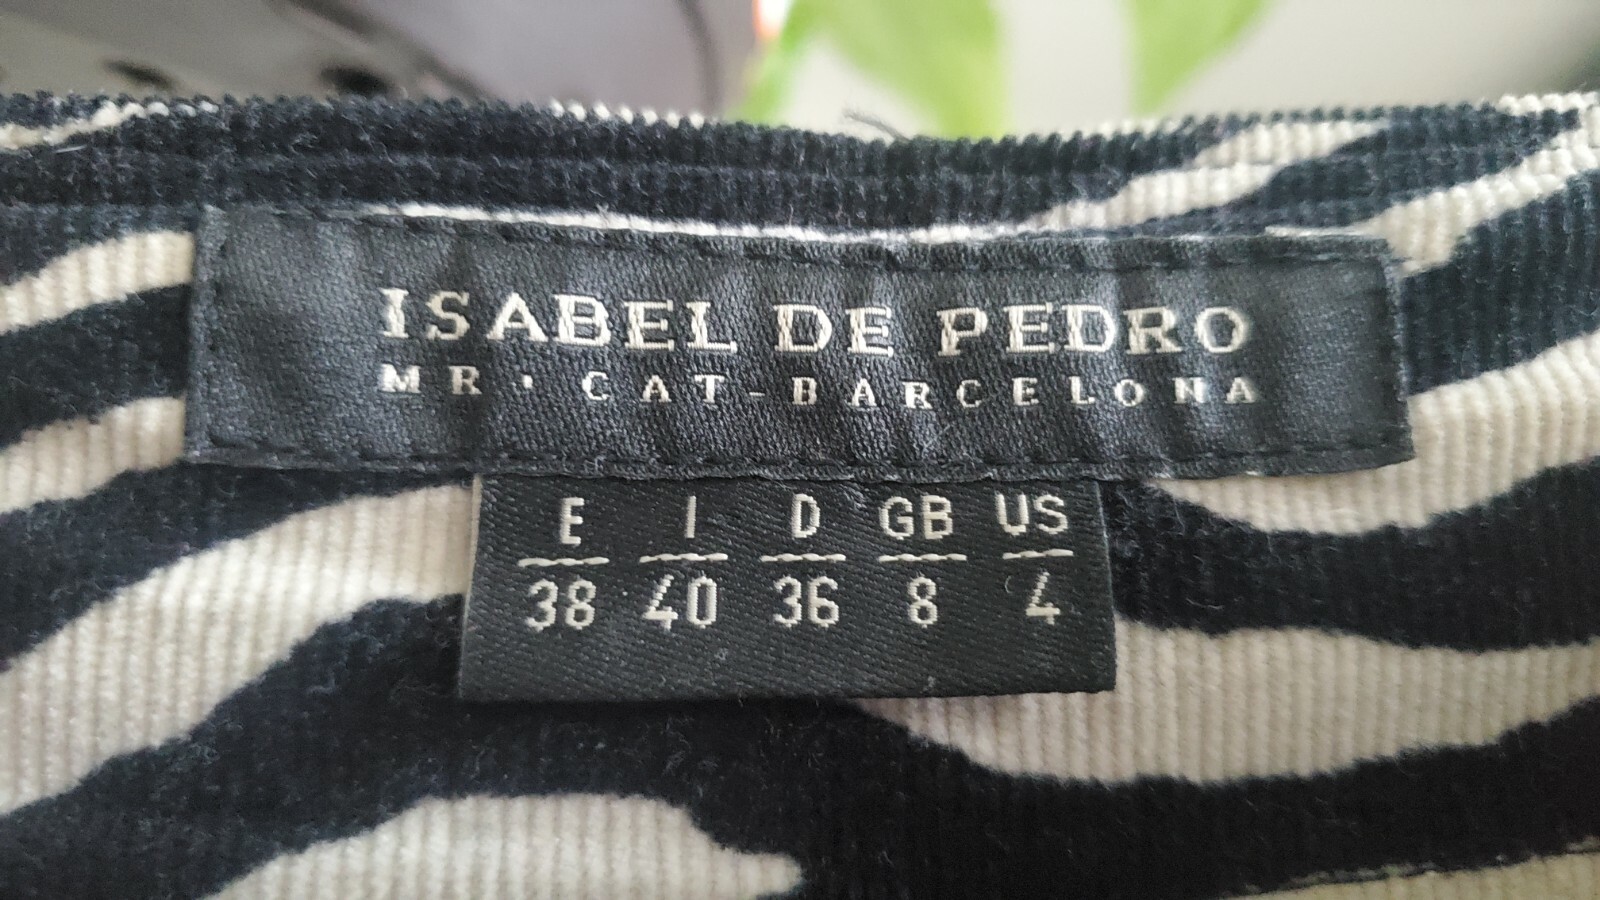 ISABEL DE PEDRO
MR · CAT-BARCELONA
E I D GB US
38 40 36 8 4